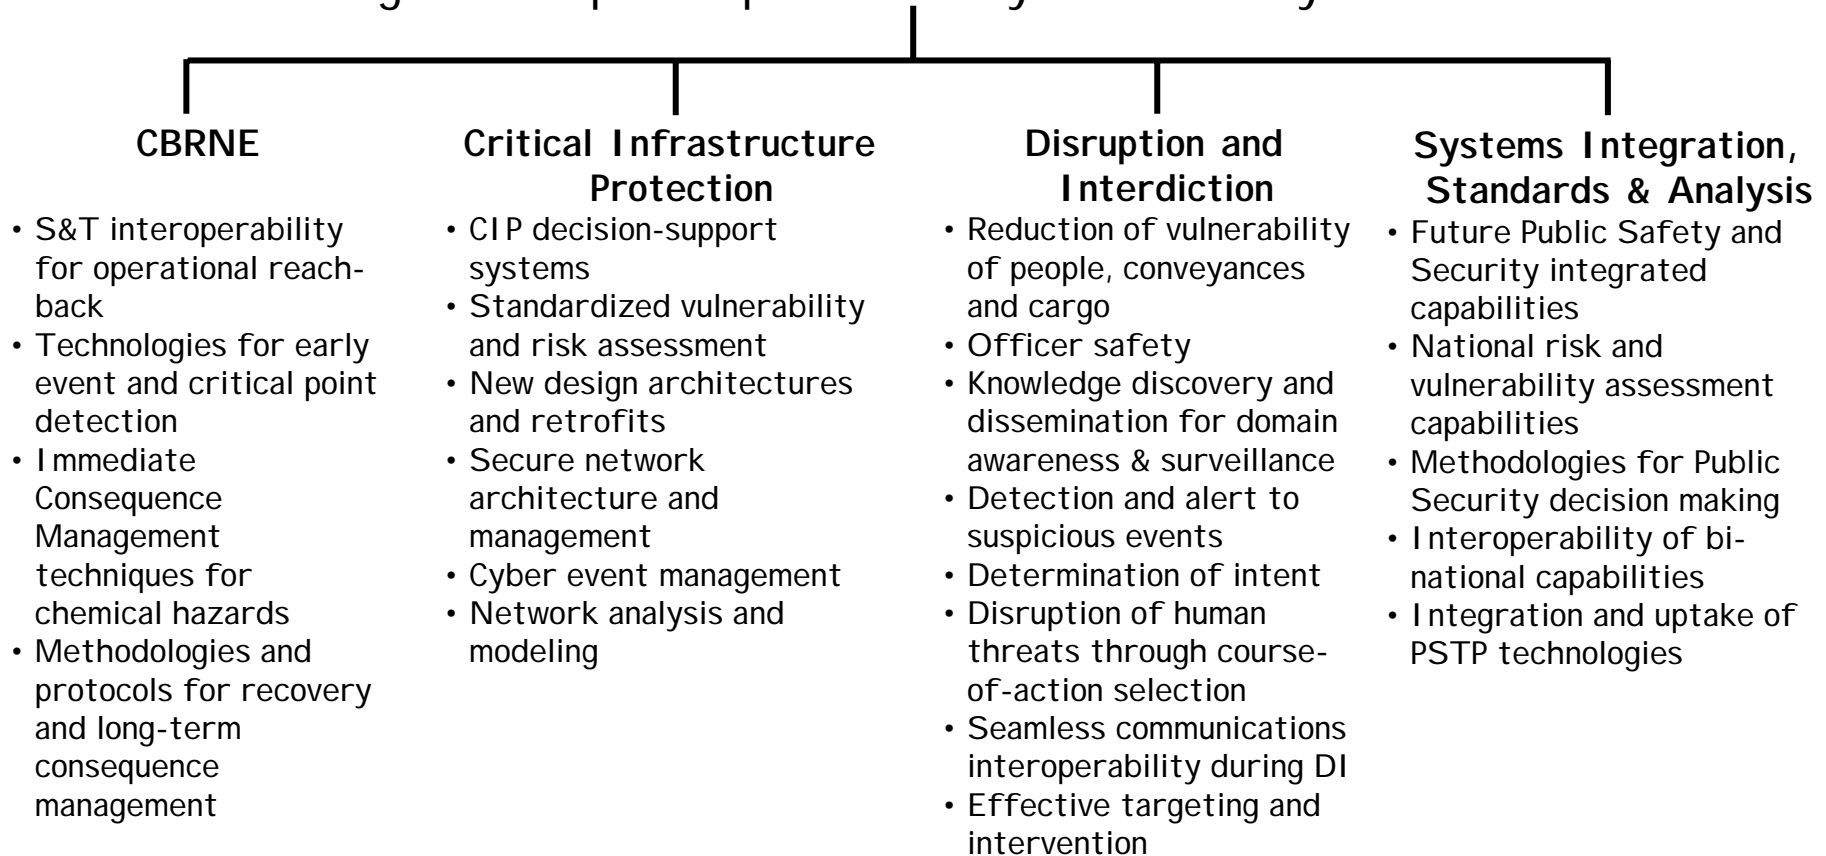 CBRNE
• S&T interoperability
for operational reach-
back
• Technologies for early
event and critical point
detection
• Immediate
Consequence
Management
techniques for
chemical hazards
• Methodologies and
protocols for recovery
and long-term
consequence
management
Critical Infrastructure
Protection
• CIP decision-support
systems
• Standardized vulnerability
and risk assessment
• New design architectures
and retrofits
• Secure network
architecture and
management
• Cyber event management
• Network analysis and
modeling
Disruption and
Interdiction
• Reduction of vulnerability
of people, conveyances
and cargo
• Officer safety
• Knowledge discovery and
dissemination for domain
awareness & surveillance
• Detection and alert to
suspicious events
• Determination of intent
• Disruption of human
threats through course-
of-action selection
• Seamless communications
interoperability during DI
• Effective targeting and
intervention
Systems Integration,
Standards & Analysis
• Future Public Safety and
Security integrated
capabilities
• National risk and
vulnerability assessment
capabilities
• Methodologies for Public
Security decision making
• Interoperability of bi-
national capabilities
• Integration and uptake of
PSTP technologies